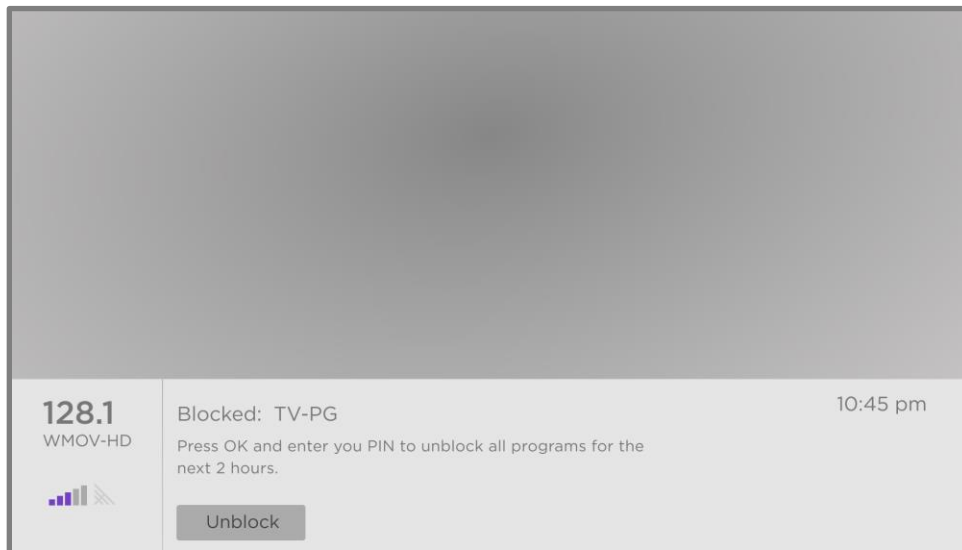 128.1
WMOV-HD
Blocked: TV-PG
Press OK and enter you PIN to unblock all programs for the
next 2 hours.
Unblock
10:45 pm